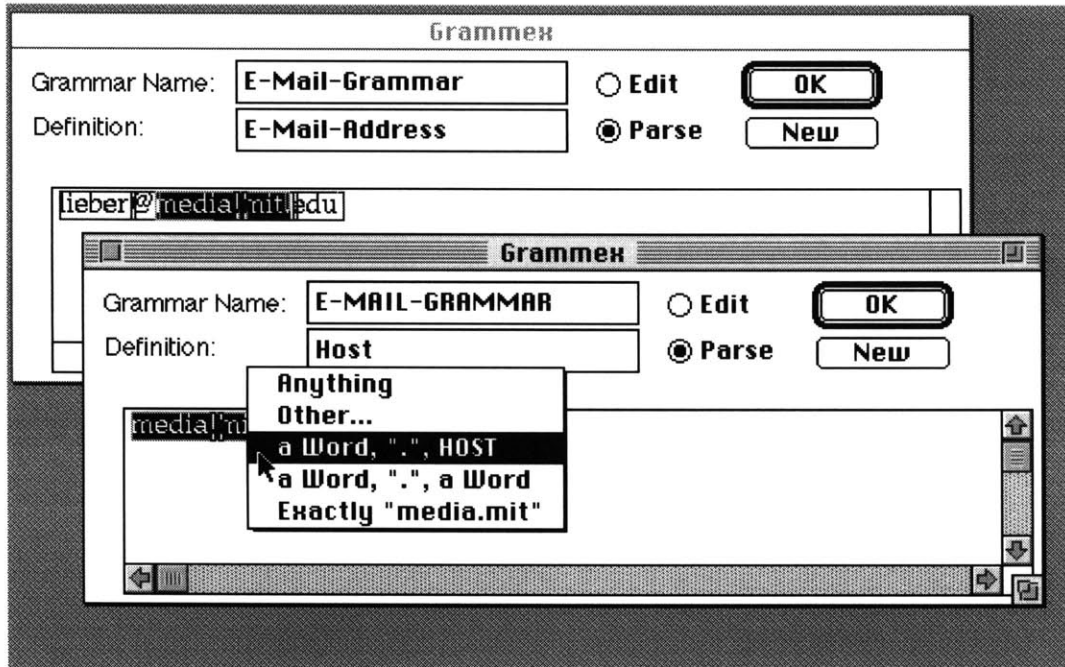 Grammex
Grammar Name: E-Mail-Grammar Edit OK
Definition: E-Mail-Address Parse New
lieber@media.mit.edu
Grammex
Grammar Name: E-MAIL-GRAMMAR Edit OK
Definition: Host Parse New
Anything
Other...
media
a Word, ".", HOST
a Word, ".", a Word
Exactly "media.mit"